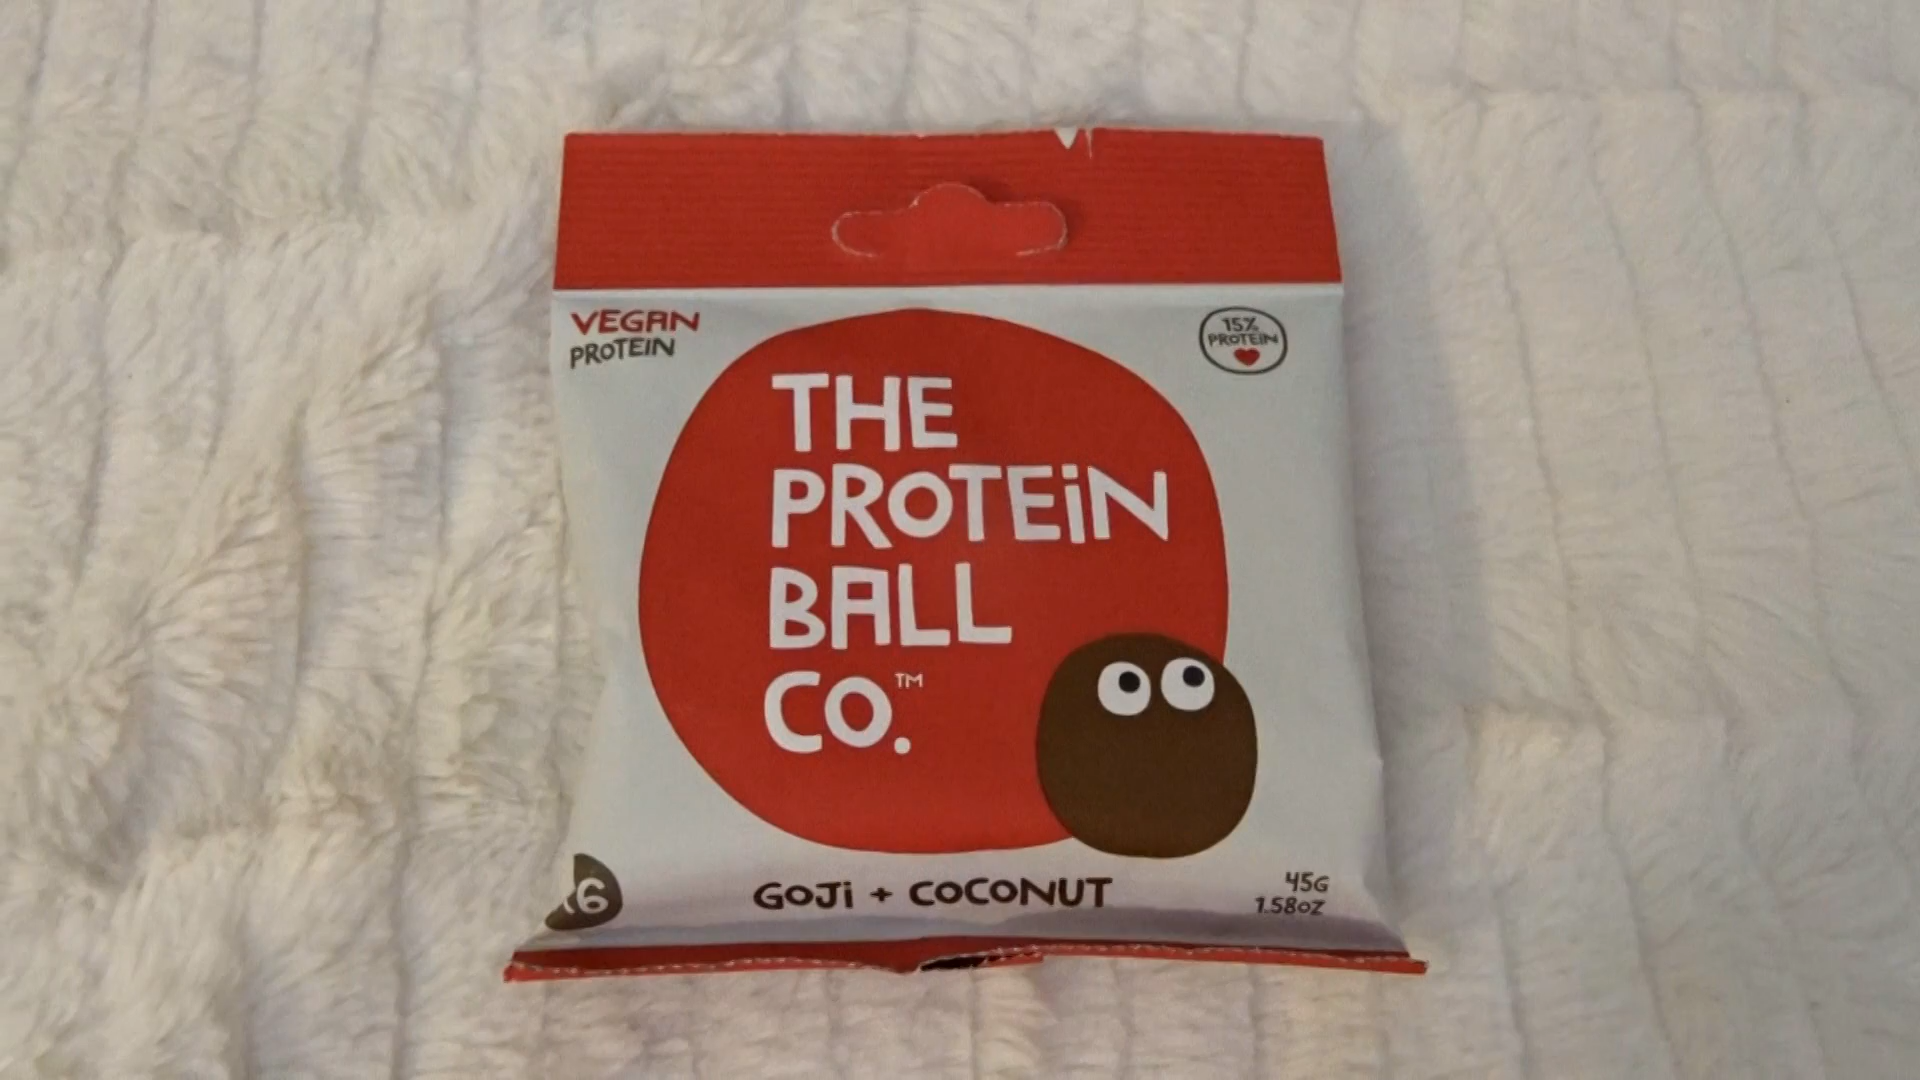 VEGAN
PROTEIN
15%
PROTEIN
THE
PROTEiN
BALL
CO.™
GOJi + COCONUT
45G
1.58oz